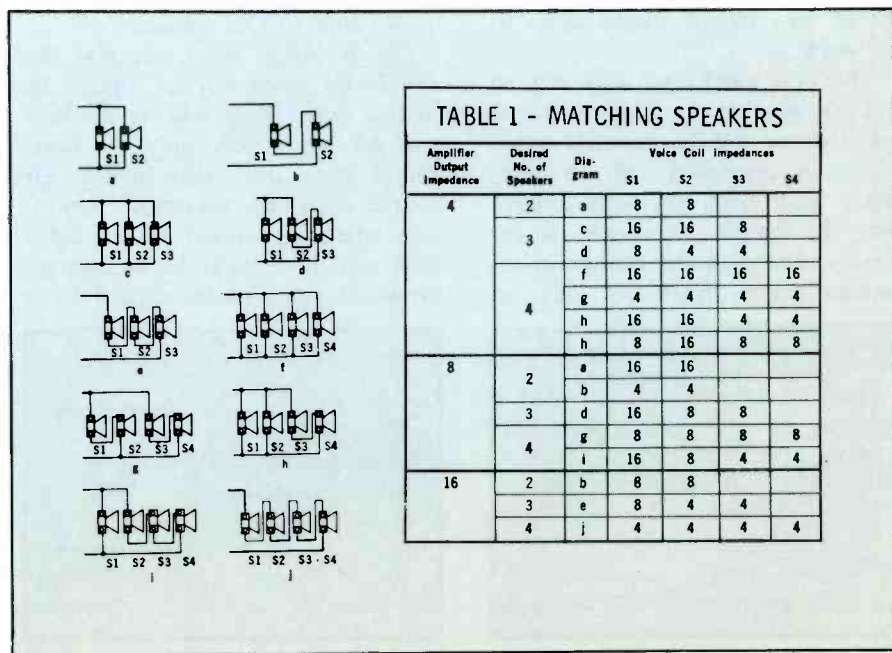 S1 S2
a
S1
S2
b
S1 S2 S3
c
S1 S2 S3
d
S1 S2 S3
e
S1 S2 S3 S4
f
S1 S2 S3 S4
g
S1 S2 S3 S4
h
S1 S2 S3 S4
i
S1 S2 S3 · S4
j
TABLE 1 - MATCHING SPEAKERS
Amplifier Output Impedance Desired No. of Speakers Dia- gram Voice Coil Impedances
S1 S2 S3 S4
4 2 a 8 8
3 c 16 16 8
d 8 4 4
4 f 16 16 16 16
g 4 4 4 4
h 16 16 4 4
h 8 16 8 8
8 2 a 16 16
b 4 4
3 d 16 8 8
4 g 8 8 8 8
i 16 8 4 4
16 2 b 8 8
3 e 8 4 4
4 j 4 4 4 4